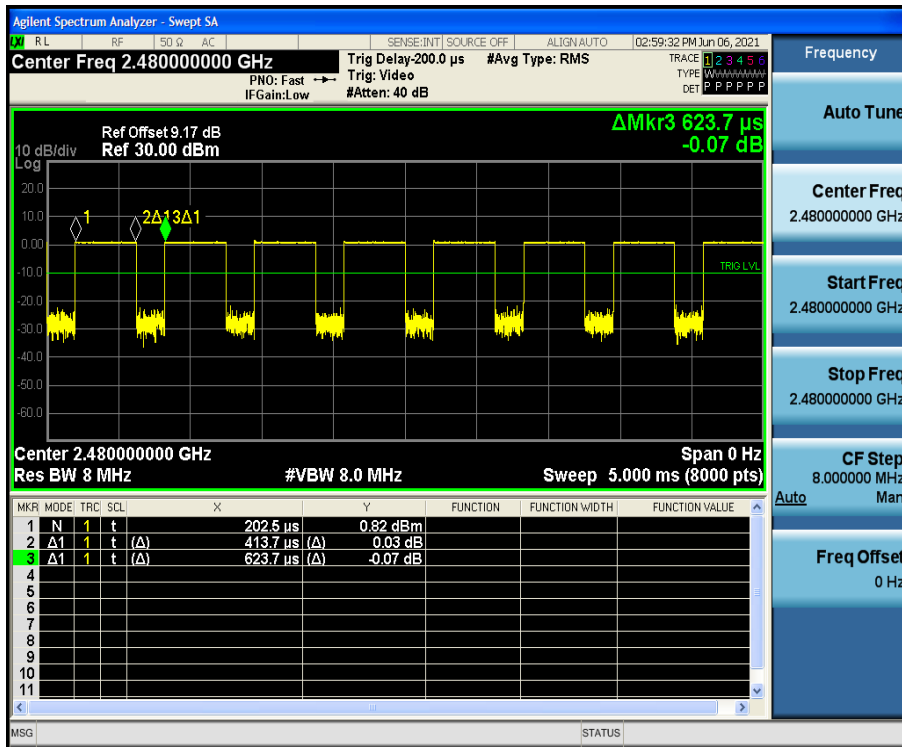 Agilent Spectrum Analyzer - Swept SA
LXI RL RF 50 Ω AC SENSE:INT SOURCE OFF ALIGN AUTO 02:59:32 PM Jun 06, 2021
Center Freq 2.480000000 GHz
PNO: Fast
IFGain:Low
Trig Delay-200.0 µs
Trig: Video
#Atten: 40 dB
#Avg Type: RMS
TRACE 1 2 3 4 5 6
TYPE WWWWWWW
DET P P P P P P
Ref Offset 9.17 dB
Ref 30.00 dBm
10 dB/div
Log
ΔMkr3 623.7 µs
-0.07 dB
20.0
10.0
0.00
-10.0
-20.0
-30.0
-40.0
-50.0
-60.0
1
2Δ1
3Δ1
TRIG LVL
Center 2.480000000 GHz
Span 0 Hz
Res BW 8 MHz
#VBW 8.0 MHz
Sweep 5.000 ms (8000 pts)
MKR MODE TRC SCL X Y FUNCTION FUNCTION WIDTH FUNCTION VALUE
1 N 1 t 202.5 µs 0.82 dBm
2 Δ1 1 t (Δ) 413.7 µs (Δ) 0.03 dB
3 Δ1 1 t (Δ) 623.7 µs (Δ) -0.07 dB
4
5
6
7
8
9
10
11
MSG
STATUS
Frequency
Auto Tune
Center Freq
2.480000000 GHz
Start Freq
2.480000000 GHz
Stop Freq
2.480000000 GHz
CF Step
8.000000 MHz
Auto Man
Freq Offset
0 Hz